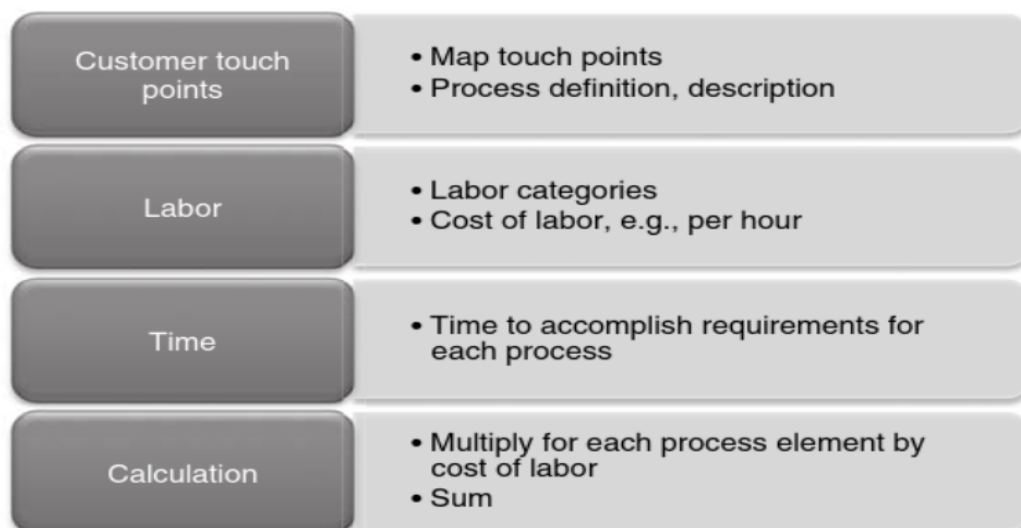 Customer touch
points
• Map touch points
• Process definition, description
Labor
• Labor categories
• Cost of labor, e.g., per hour
Time
• Time to accomplish requirements for
each process
Calculation
• Multiply for each process element by
cost of labor
• Sum